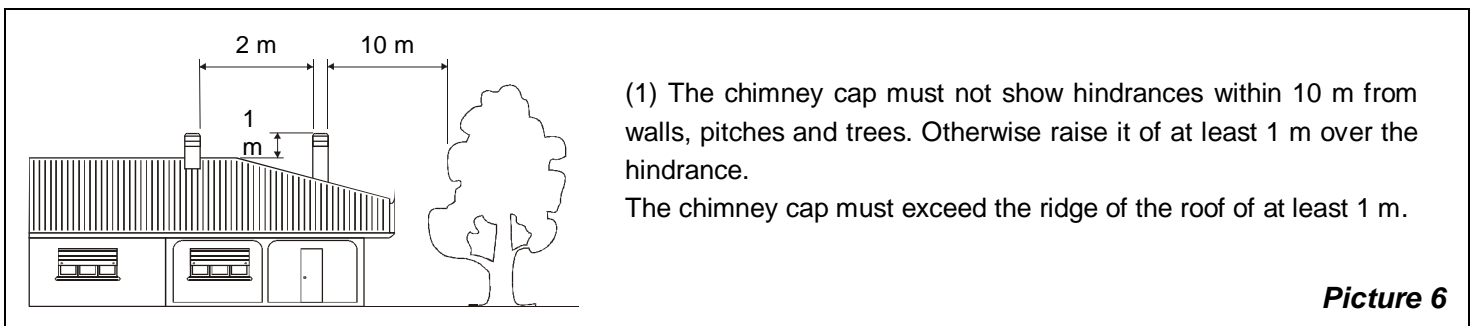 2 m
10 m
1
m
(1) The chimney cap must not show hindrances within 10 m from
walls, pitches and trees. Otherwise raise it of at least 1 m over the
hindrance.
The chimney cap must exceed the ridge of the roof of at least 1 m.
Picture 6